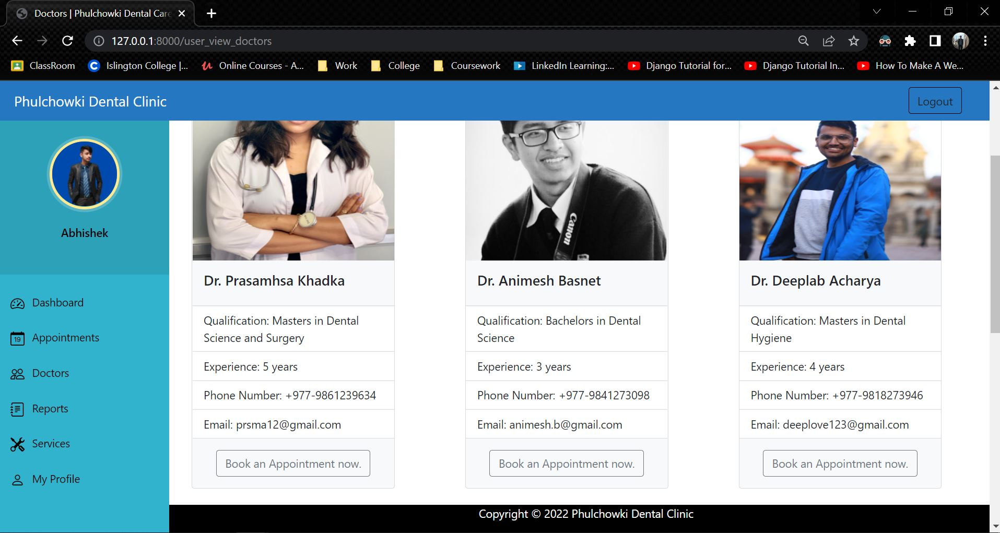 Doctors | Phulchowki Dental Care
127.0.0.1:8000/user_view_doctors
ClassRoom
Islington College |...
Online Courses - A...
Work
College
Coursework
LinkedIn Learning:...
Django Tutorial for...
Django Tutorial In...
How To Make A We...
Phulchowki Dental Clinic
Logout
Abhishek
Dashboard
19
Appointments
Doctors
Reports
Services
My Profile
Canon
Dr. Prasamhsa Khadka
Qualification: Masters in Dental
Science and Surgery
Experience: 5 years
Phone Number: +977-9861239634
Email: prsma12@gmail.com
Book an Appointment now.
Dr. Animesh Basnet
Qualification: Bachelors in Dental
Science
Experience: 3 years
Phone Number: +977-9841273098
Email: animesh.b@gmail.com
Book an Appointment now.
Dr. Deeplab Acharya
Qualification: Masters in Dental
Hygiene
Experience: 4 years
Phone Number: +977-9818273946
Email: deeplove123@gmail.com
Book an Appointment now.
Copyright © 2022 Phulchowki Dental Clinic